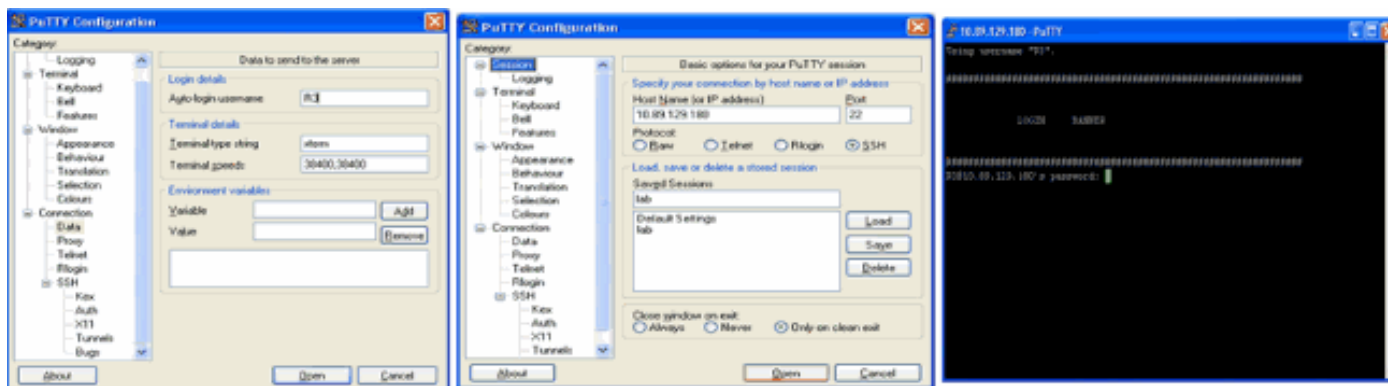 PuTTY Configuration
Category:
Logging
Terminal
Keyboard
Bell
Features
Window
Appearance
Behaviour
Translation
Selection
Colours
Connection
Data
Proxy
Telnet
Rlogin
SSH
Kex
Auth
X11
Tunnels
Bugs
Data to send to the server
Login details
Auto-login username
Terminal details
Terminal-type string
xterm
Terminal speeds
38400,38400
Environment variables
Variable
Add
Value
Remove
About
Open
Cancel
PuTTY Configuration
Category:
Session
Logging
Terminal
Keyboard
Bell
Features
Window
Appearance
Behaviour
Translation
Selection
Colours
Connection
Data
Proxy
Telnet
Rlogin
SSH
Kex
Auth
X11
Tunnels
Basic options for your PuTTY session
Specify your connection by host name or IP address
Host Name (or IP address)
Port
10.89.129.180
22
Protocol:
Raw
Telnet
Rlogin
SSH
Load, save or delete a stored session
Saved Sessions
lab
Default Settings
lab
Load
Save
Delete
Close window on exit:
Always
Never
Only on clean exit
About
Open
Cancel
10.89.129.180 - PuTTY
Using username
LOGIN BANNER
password: